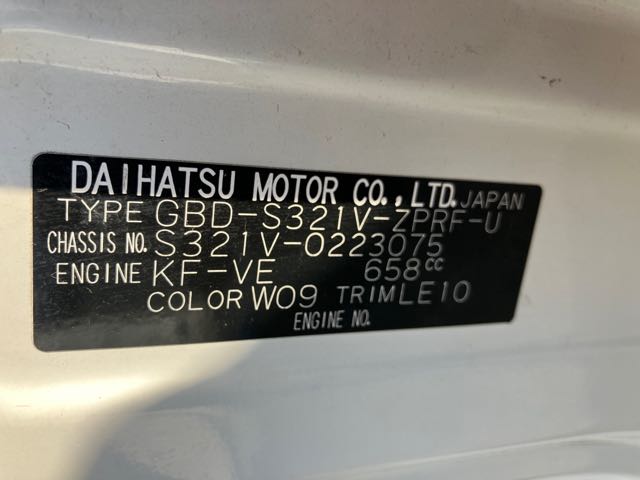 DAIHATSU MOTOR CO.,LTD. JAPAN
TYPE GBD-S321V-ZPRF-U
CHASSIS NO. S321V-0223075
ENGINE KF-VE 658cc
COLOR W09 TRIM LE10
ENGINE NO.